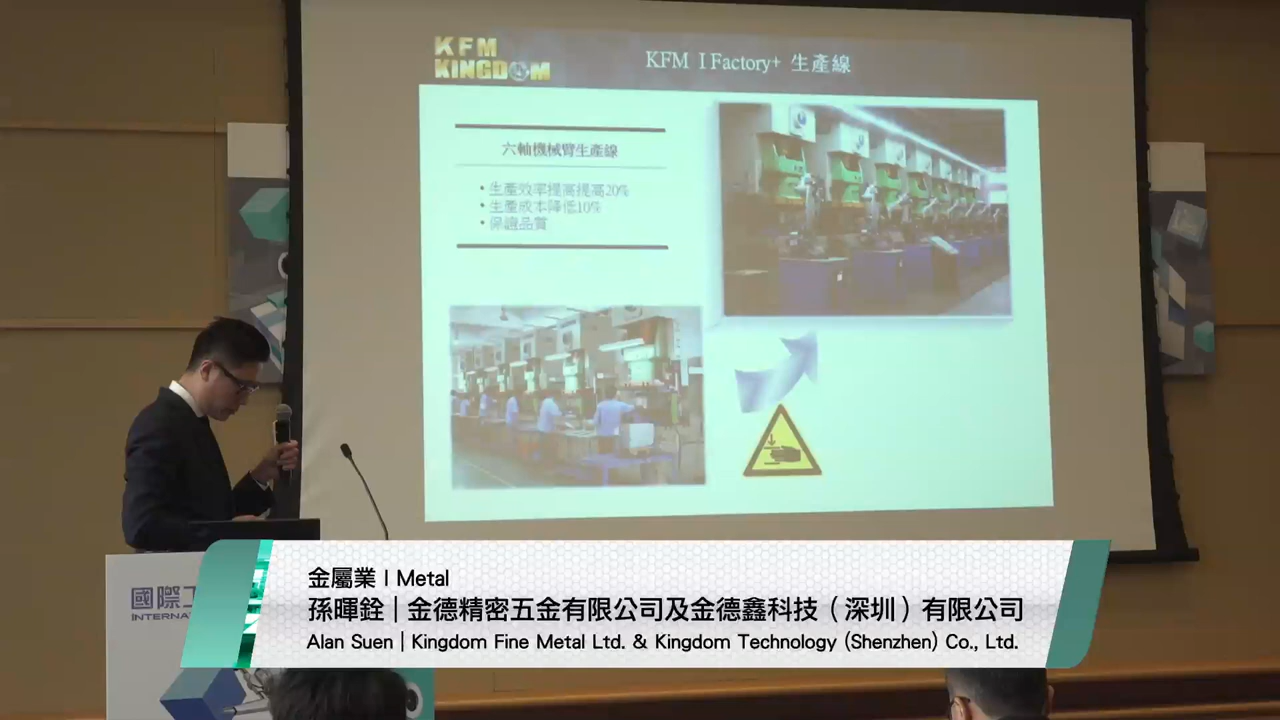 KFM
KINGDOM
KFM I Factory+ 生產線
六軸機械臂生產線
• 生產效率提高提高20%
• 生產成本降低10%
• 保證品質
國際工
INTERNA
金屬業 | Metal
孫暉銓 | 金德精密五金有限公司及金德鑫科技（深圳）有限公司
Alan Suen | Kingdom Fine Metal Ltd. & Kingdom Technology (Shenzhen) Co., Ltd.